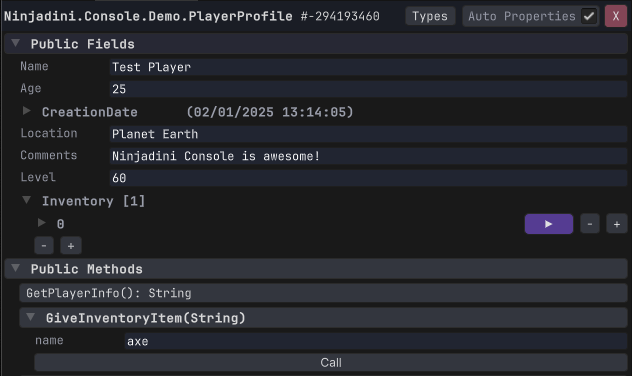 Ninjadini.Console.Demo.PlayerProfile #-294193460 Types Auto Properties X
Public Fields
Name Test Player
Age 25
CreationDate (02/01/2025 13:14:05)
Location Planet Earth
Comments Ninjadini Console is awesome!
Level 60
Inventory [1]
0 - +
- +
Public Methods
GetPlayerInfo(): String
GiveInventoryItem(String)
name axe
Call